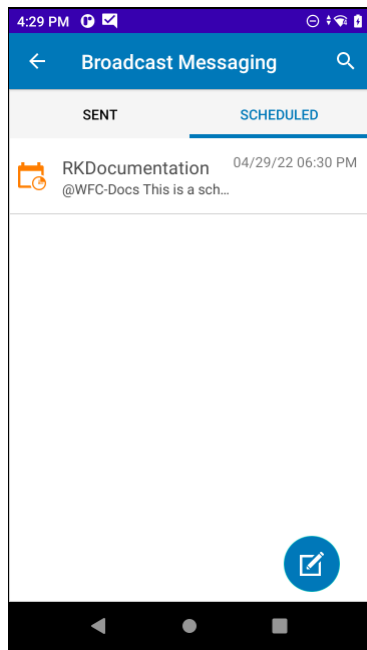 4:29 PM
Broadcast Messaging
SENT
SCHEDULED
RKDocumentation 04/29/22 06:30 PM
@WFC-Docs This is a sch...